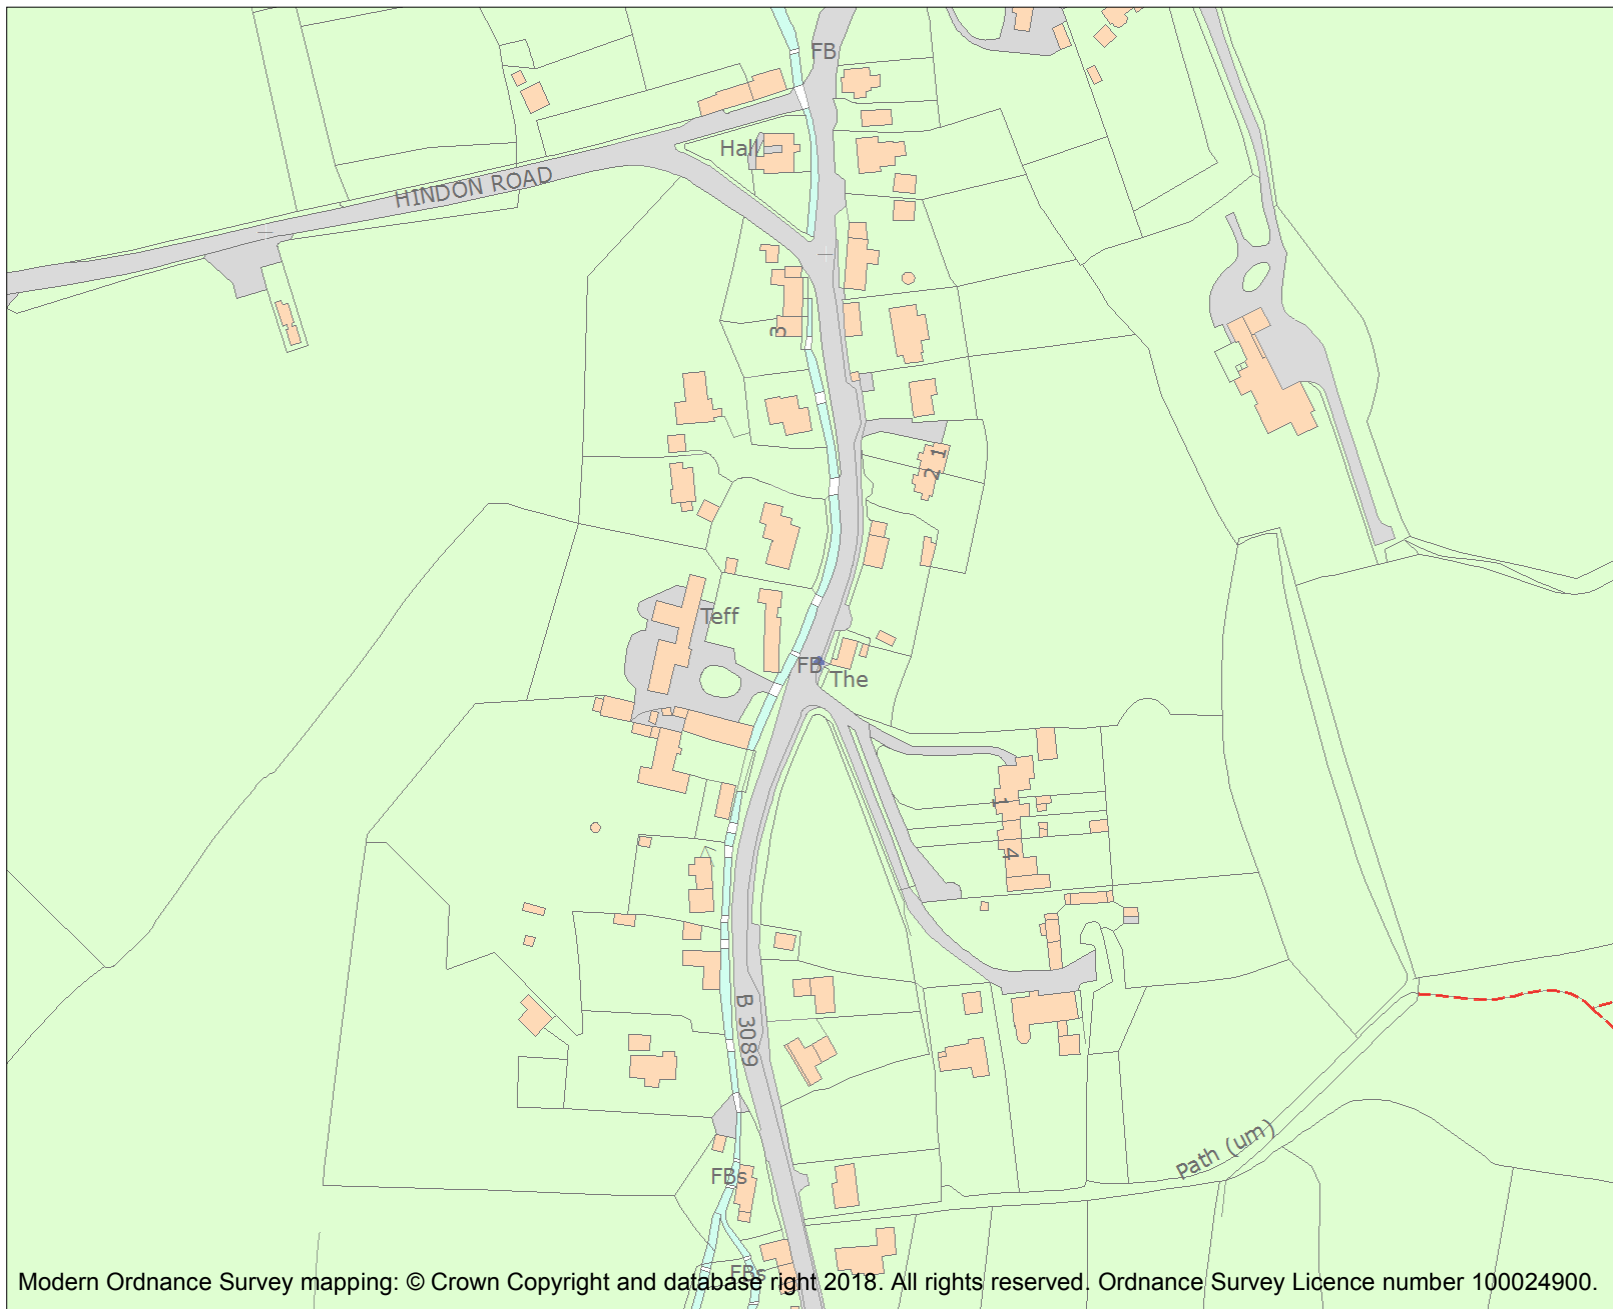 FB
Hall
HINDON ROAD
3
2 1
Teff
FB
The
1
4
B 3089
Path (um)
FBs
FBs
Modern Ordnance Survey mapping: © Crown Copyright and database right 2018. All rights reserved. Ordnance Survey Licence number 100024900.